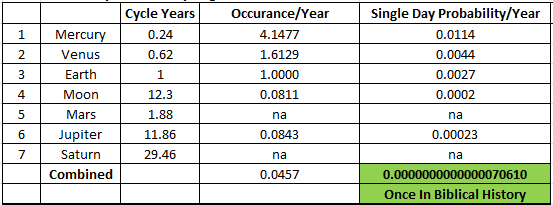 Cycle Years Occurance/Year Single Day Probability/Year
1 Mercury 0.24 4.1477 0.0114
2 Venus 0.62 1.6129 0.0044
3 Earth 1 1.0000 0.0027
4 Moon 12.3 0.0811 0.0002
5 Mars 1.88 na na
6 Jupiter 11.86 0.0843 0.00023
7 Saturn 29.46 na na
Combined 0.0457 0.0000000000000070610
Once In Biblical History